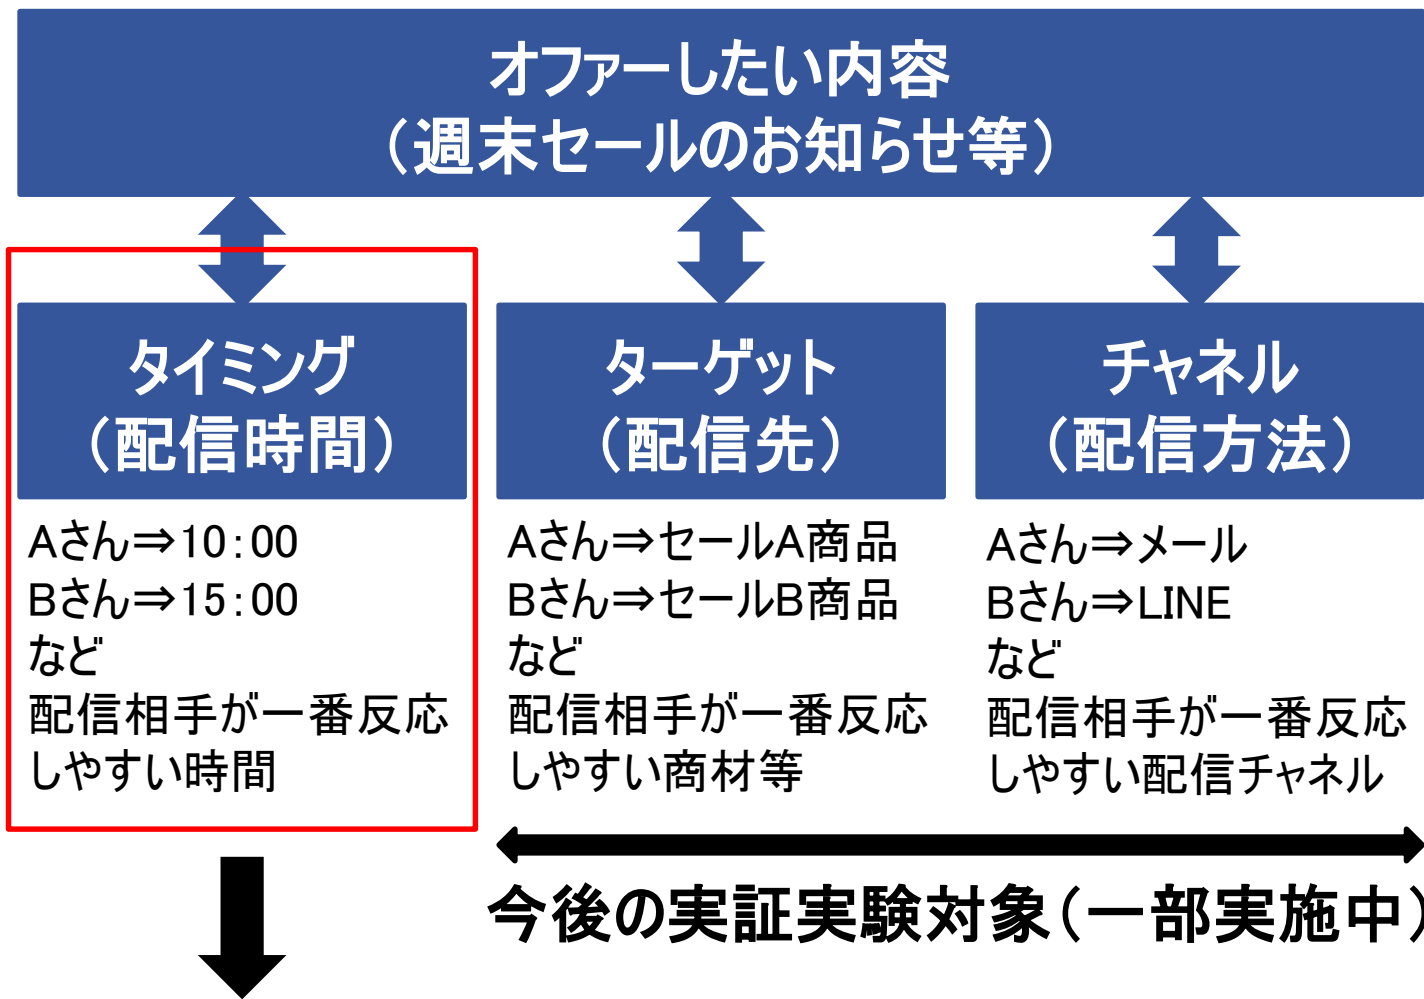 オファーしたい内容
（週末セールのお知らせ等）
タイミング
（配信時間）
Aさん⇒10：00
Bさん⇒15：00
など
配信相手が一番反応
しやすい時間
ターゲット
（配信先）
Aさん⇒セールA商品
Bさん⇒セールB商品
など
配信相手が一番反応
しやすい商材等
チャネル
（配信方法）
Aさん⇒メール
Bさん⇒LINE
など
配信相手が一番反応
しやすい配信チャネル
今後の実証実験対象（一部実施中）